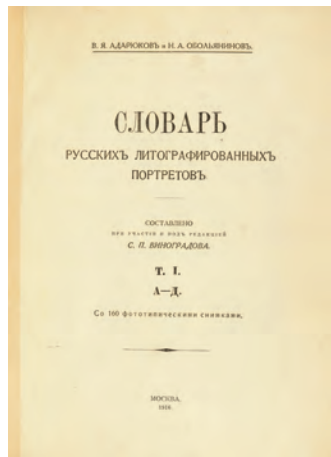 В. Я. АДАРЮКОВЪ и Н. А. ОБОЛЬЯНИНОВЪ.
СЛОВАРЬ
РУССКИХЪ ЛИТОГРАФИРОВАННЫХЪ
ПОРТРЕТОВЪ
СОСТАВЛЕНО
ПРИ УЧАСТІИ И ПОДЪ РЕДАКЦІЕЙ
С. П. ВИНОГРАДОВА.
Т. I.
А—Д.
Со 160 фототипическими снимками.
МОСКВА.
1916.